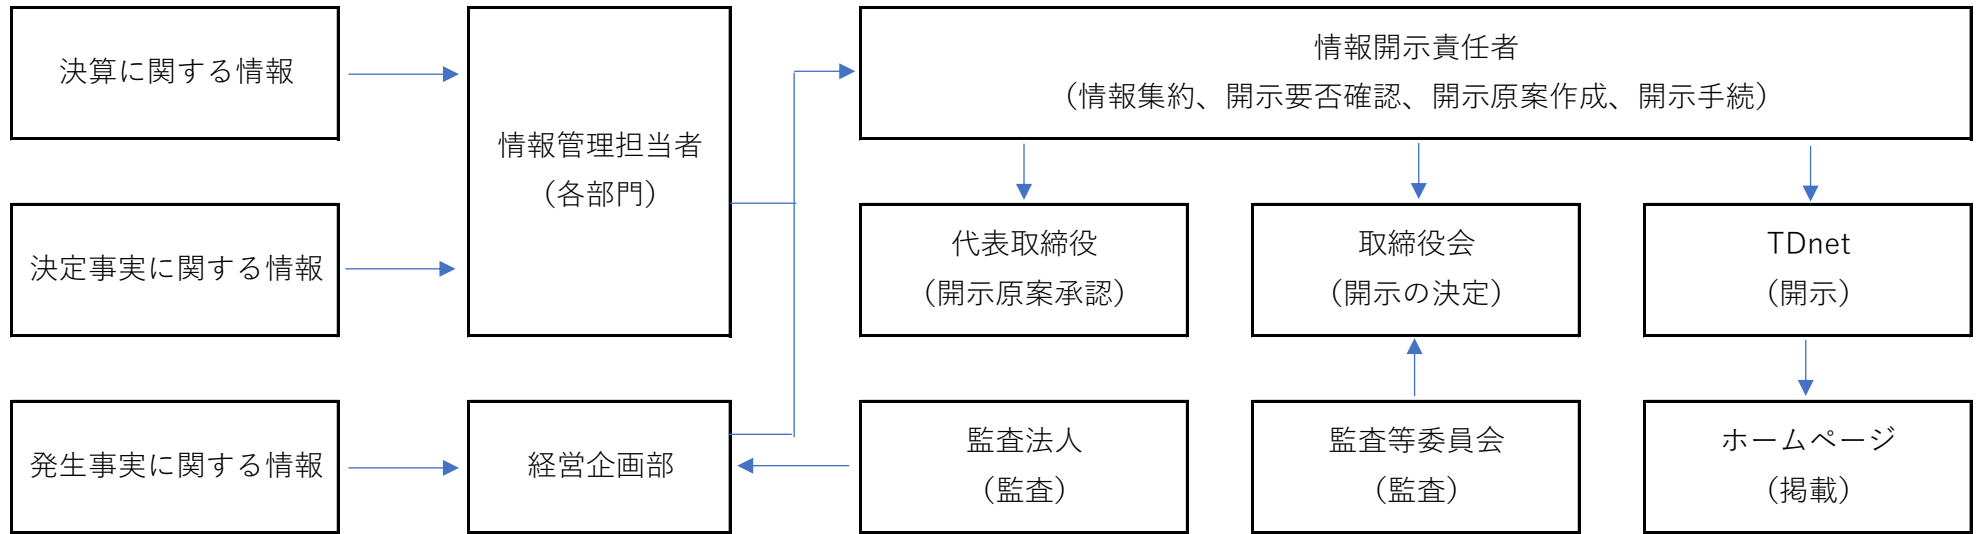 決算に関する情報
決定事実に関する情報
発生事実に関する情報
情報管理担当者
（各部門）
経営企画部
情報開示責任者
（情報集約、開示要否確認、開示原案作成、開示手続）
代表取締役
（開示原案承認）
取締役会
（開示の決定）
TDnet
（開示）
監査法人
（監査）
監査等委員会
（監査）
ホームページ
（掲載）